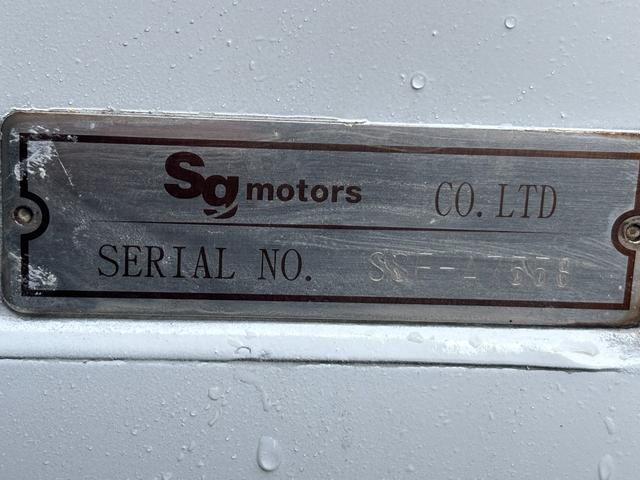 Sg motors CO.LTD
SERIAL NO.